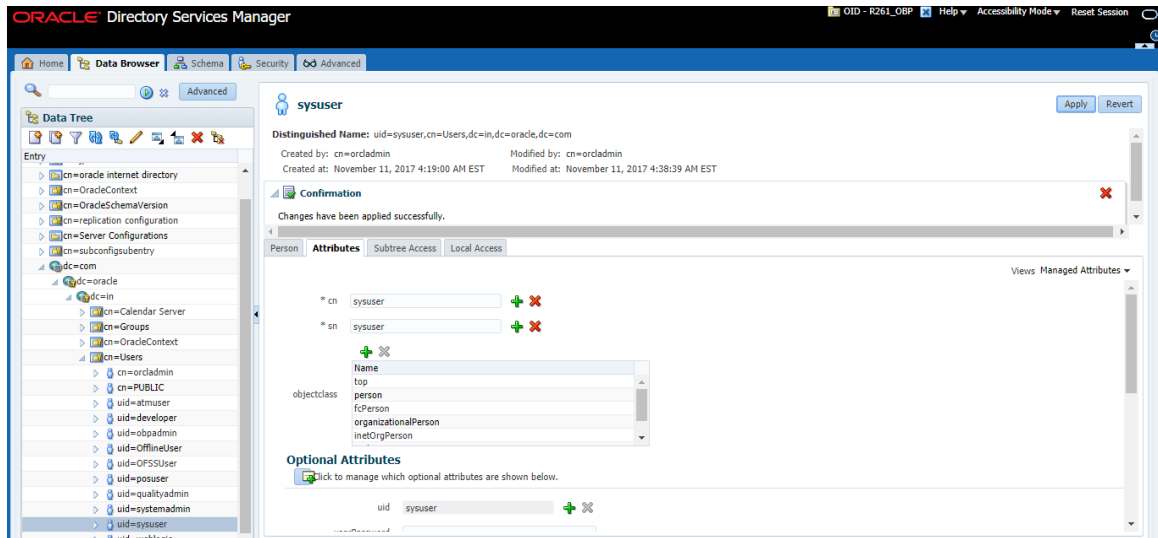 ORACLE Directory Services Manager
OID - R261_OBP Help Accessibility Mode Reset Session
Home Data Browser Schema Security Advanced
Advanced
Data Tree
Entry
cn=oracle internet directory
cn=OracleContext
cn=OracleSchemaVersion
cn=replication configuration
cn=Server Configurations
cn=subconfigsubentry
dc=com
dc=oracle
dc=in
cn=Calendar Server
cn=Groups
cn=OracleContext
cn=Users
cn=orcladmin
cn=PUBLIC
uid=atmuser
uid=developer
uid=obpadmin
uid=OfflineUser
uid=OFSSUser
uid=posuser
uid=qualityadmin
uid=systemadmin
uid=sysuser
sysuser
Apply Revert
Distinguished Name: uid=sysuser,cn=Users,dc=in,dc=oracle,dc=com
Created by: cn=orcladmin Modified by: cn=orcladmin
Created at: November 11, 2017 4:19:00 AM EST Modified at: November 11, 2017 4:38:39 AM EST
Confirmation
Changes have been applied successfully.
Person Attributes Subtree Access Local Access
Views Managed Attributes
* cn sysuser
* sn sysuser
Name
top
objectclass person
fcPerson
organizationalPerson
inetOrgPerson
Optional Attributes
Click to manage which optional attributes are shown below.
uid sysuser